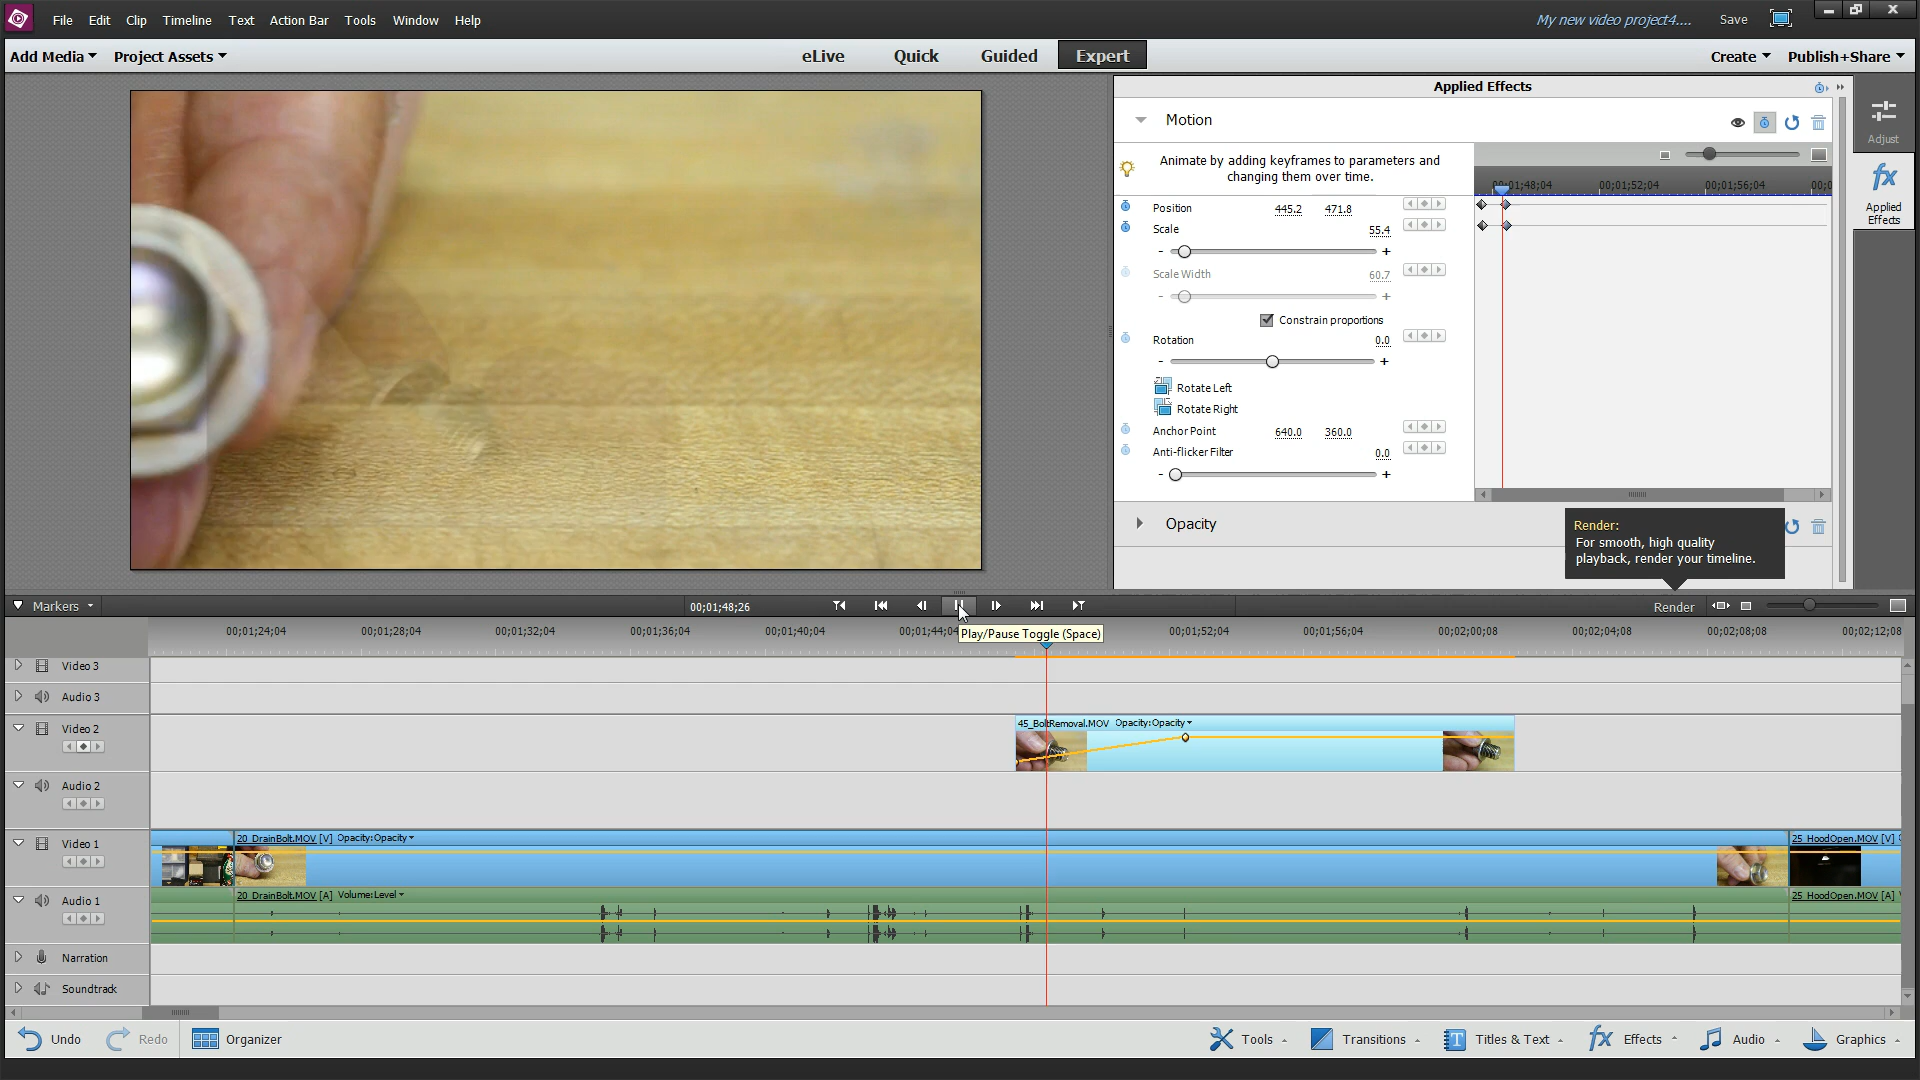 File Edit Clip Timeline Text Action Bar Tools Window Help
My new video project4.... Save
Add Media Project Assets eLive Quick Guided Expert Create Publish+Share
Applied Effects
Motion
Adjust
Animate by adding keyframes to parameters and
changing them over time.
00;01;48;04 00;01;52;04 00;01;56;04
Position 445.2 471.8
Scale 55.4
- +
Scale Width 60.7
- +
Constrain proportions
Rotation 0.0
- +
Rotate Left
Rotate Right
Anchor Point 640.0 360.0
Anti-flicker Filter 0.0
- +
fx
Applied
Effects
Opacity
Render:
For smooth, high quality
playback, render your timeline.
Markers 00;01;48;26 Render
Play/Pause Toggle (Space)
00;01;24;04 00;01;28;04 00;01;32;04 00;01;36;04 00;01;40;04 00;01;44;04 00;01;52;04 00;01;56;04 00;02;00;08 00;02;04;08 00;02;08;08 00;02;12;08
Video 3
Audio 3
Video 2
45_BoltRemoval.MOV Opacity:Opacity
Audio 2
Video 1
20_DrainBolt.MOV [V] Opacity:Opacity 25_HoodOpen.MOV [V]
Audio 1
20_DrainBolt.MOV [A] Volume:Level 25_HoodOpen.MOV [A]
Narration
Soundtrack
Undo Redo Organizer Tools Transitions T Titles & Text fx Effects Audio Graphics